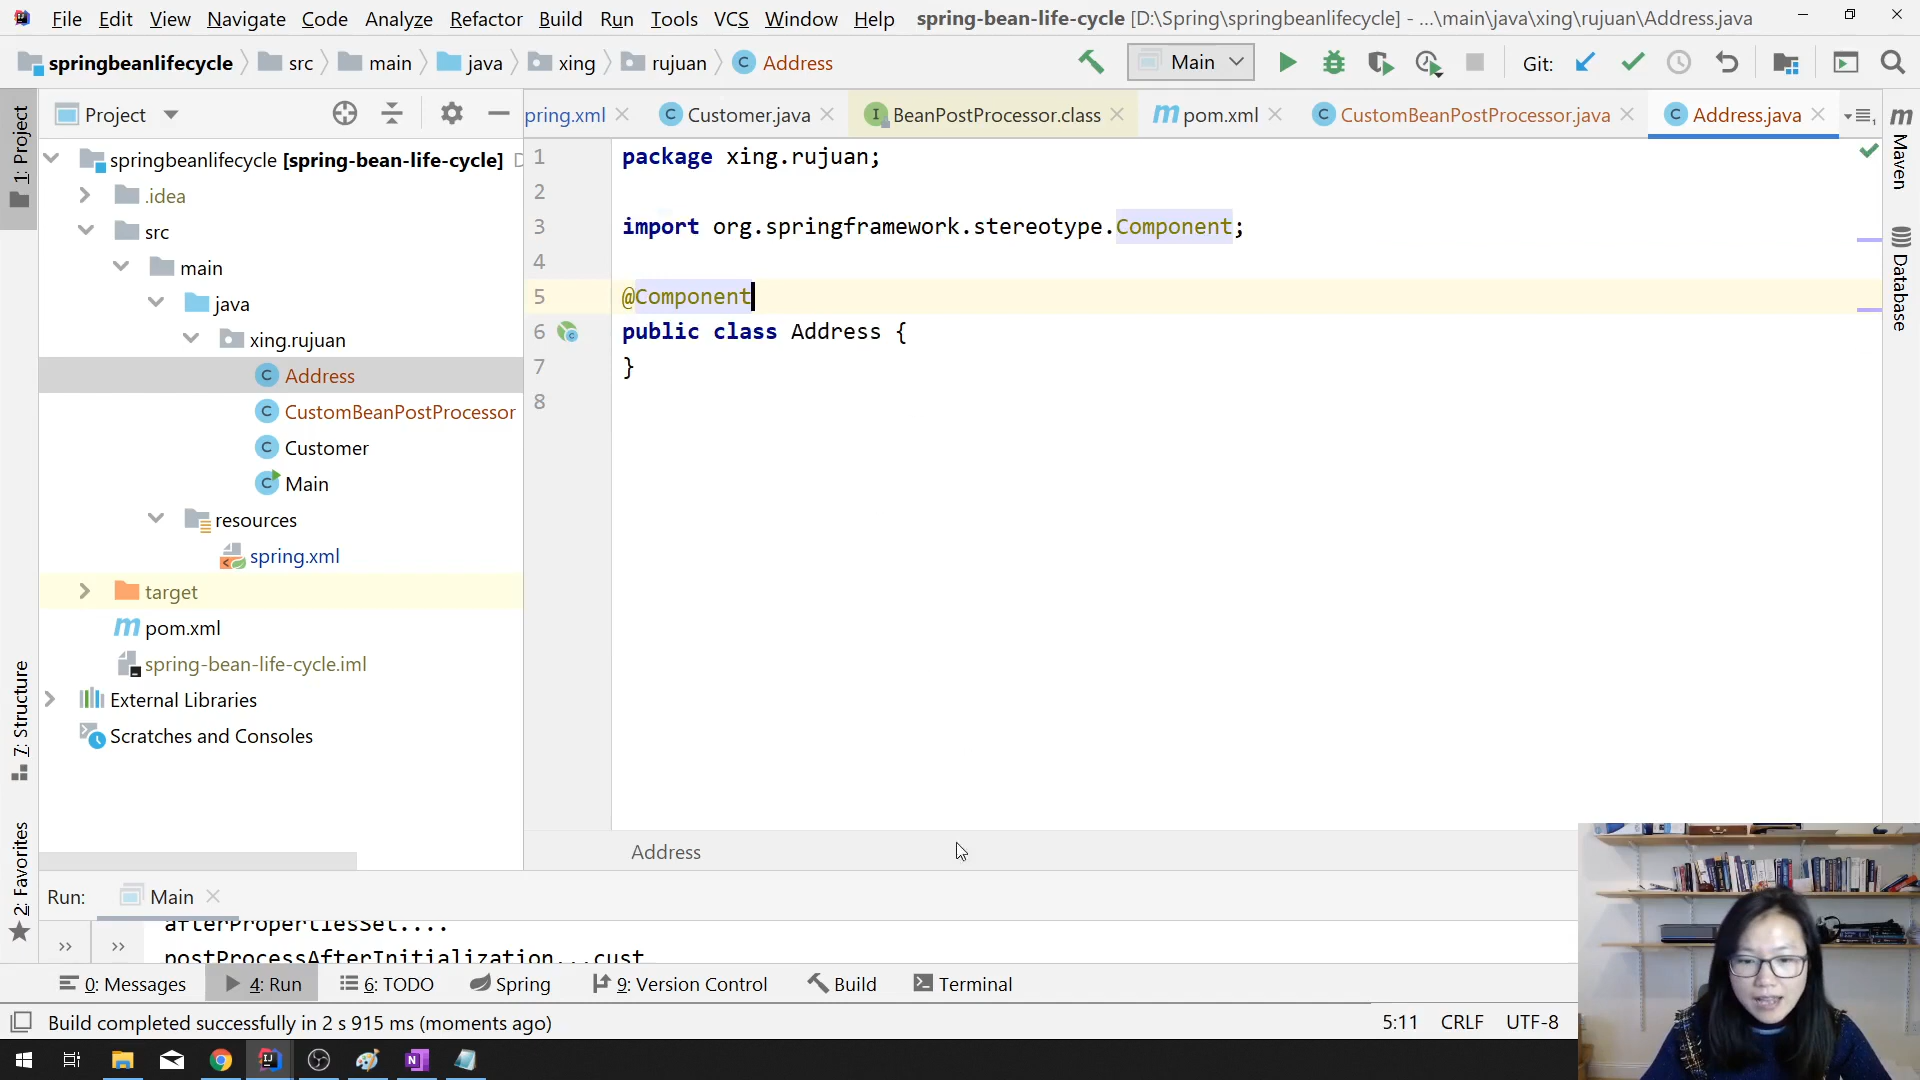 File Edit View Navigate Code Analyze Refactor Build Run Tools VCS Window Help spring-bean-life-cycle [D:\Spring\springbeanlifecycle] - ...\main\java\xing\rujuan\Address.java
springbeanlifecycle src main java xing rujuan Address Main Git:
Project pring.xml Customer.java BeanPostProcessor.class pom.xml CustomBeanPostProcessor.java Address.java
1: Project
7: Structure
2: Favorites
Maven
Database
springbeanlifecycle [spring-bean-life-cycle]
.idea
src
main
java
xing.rujuan
Address
CustomBeanPostProcessor
Customer
Main
resources
spring.xml
target
pom.xml
spring-bean-life-cycle.iml
External Libraries
Scratches and Consoles
1 package xing.rujuan;
2
3 import org.springframework.stereotype.Component;
4
5 @Component
6 public class Address {
7 }
8
Address
Run: Main
afterPropertiesSet....
postProcessAfterInitialization...cust
0: Messages 4: Run 6: TODO Spring 9: Version Control Build Terminal
Build completed successfully in 2 s 915 ms (moments ago) 5:11 CRLF UTF-8